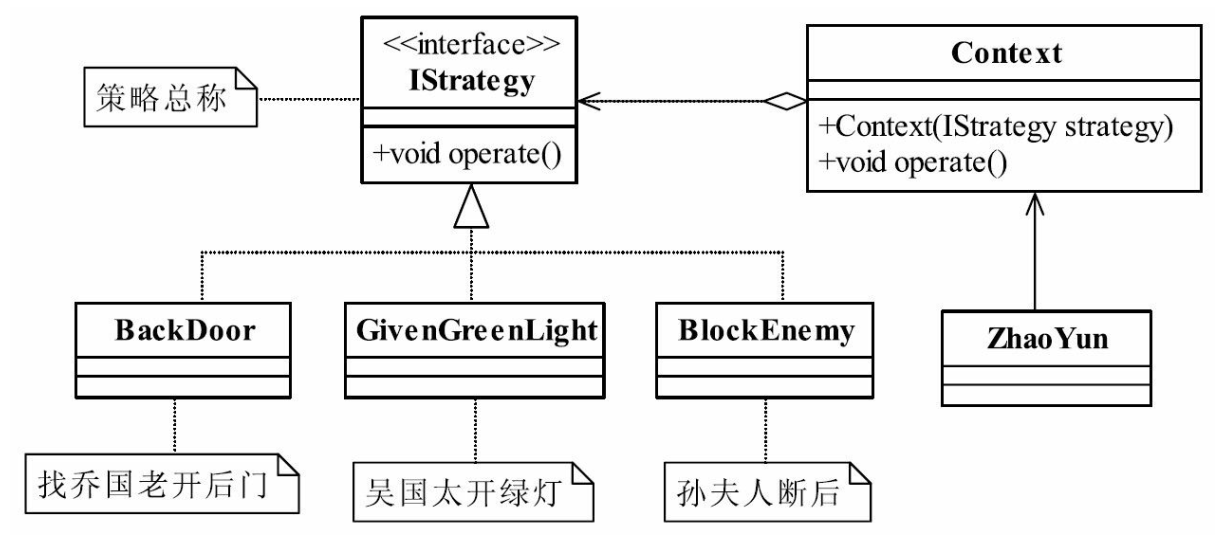 <<interface>>
IStrategy
+void operate()
策略总称
Context
+Context(IStrategy strategy)
+void operate()
BackDoor
GivenGreenLight
BlockEnemy
ZhaoYun
找乔国老开后门
吴国太开绿灯
孙夫人断后